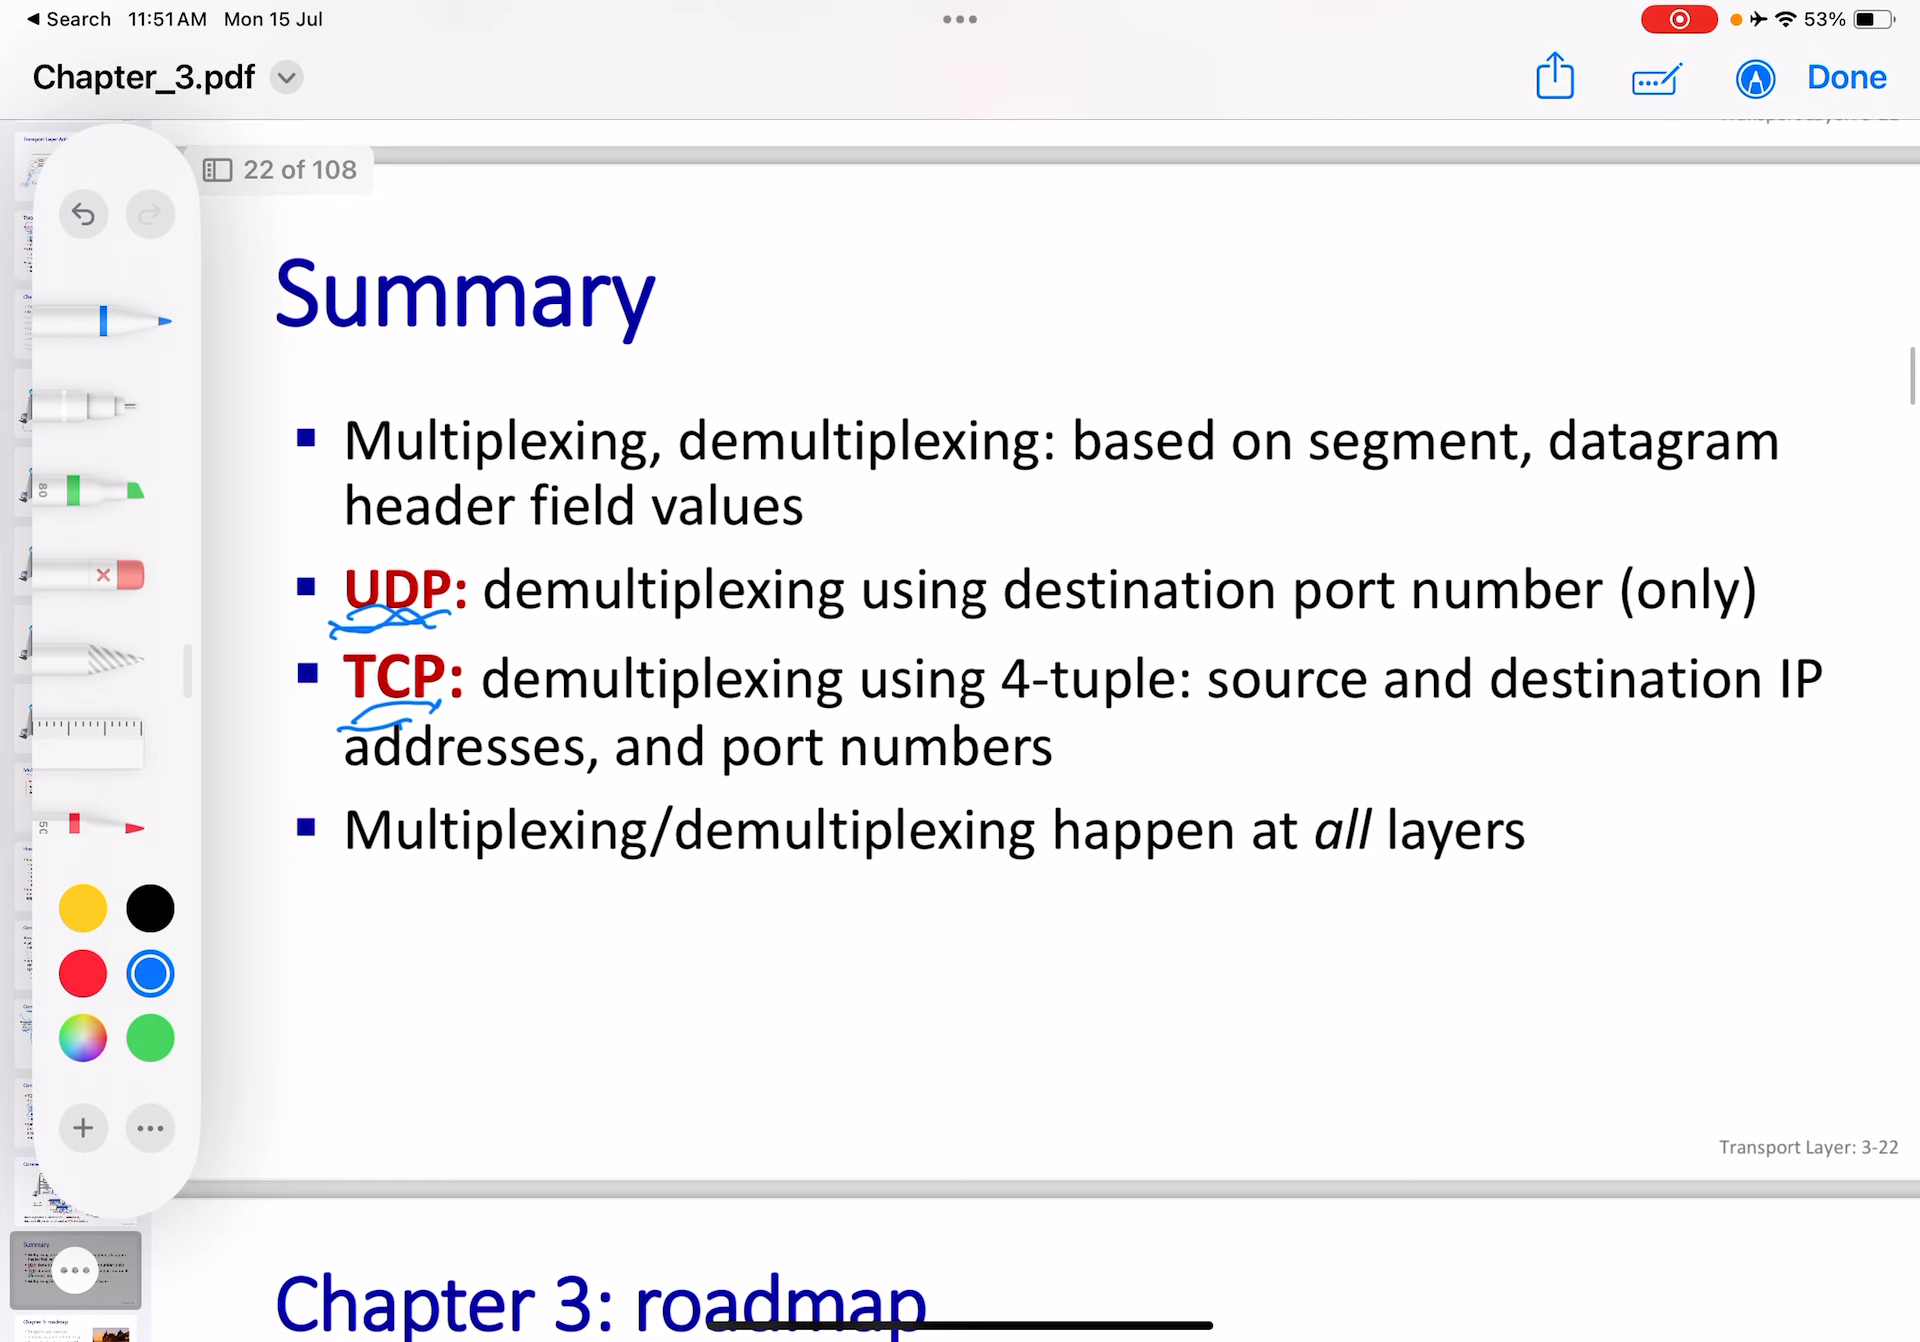 ◀ Search 11:51 AM Mon 15 Jul
53%
Chapter_3.pdf
Done
22 of 108
Summary
Multiplexing, demultiplexing: based on segment, datagram
header field values
UDP: demultiplexing using destination port number (only)
TCP: demultiplexing using 4-tuple: source and destination IP
addresses, and port numbers
Multiplexing/demultiplexing happen at all layers
80
50
Transport Layer: 3-22
Summary
Chapter 3: roadmap